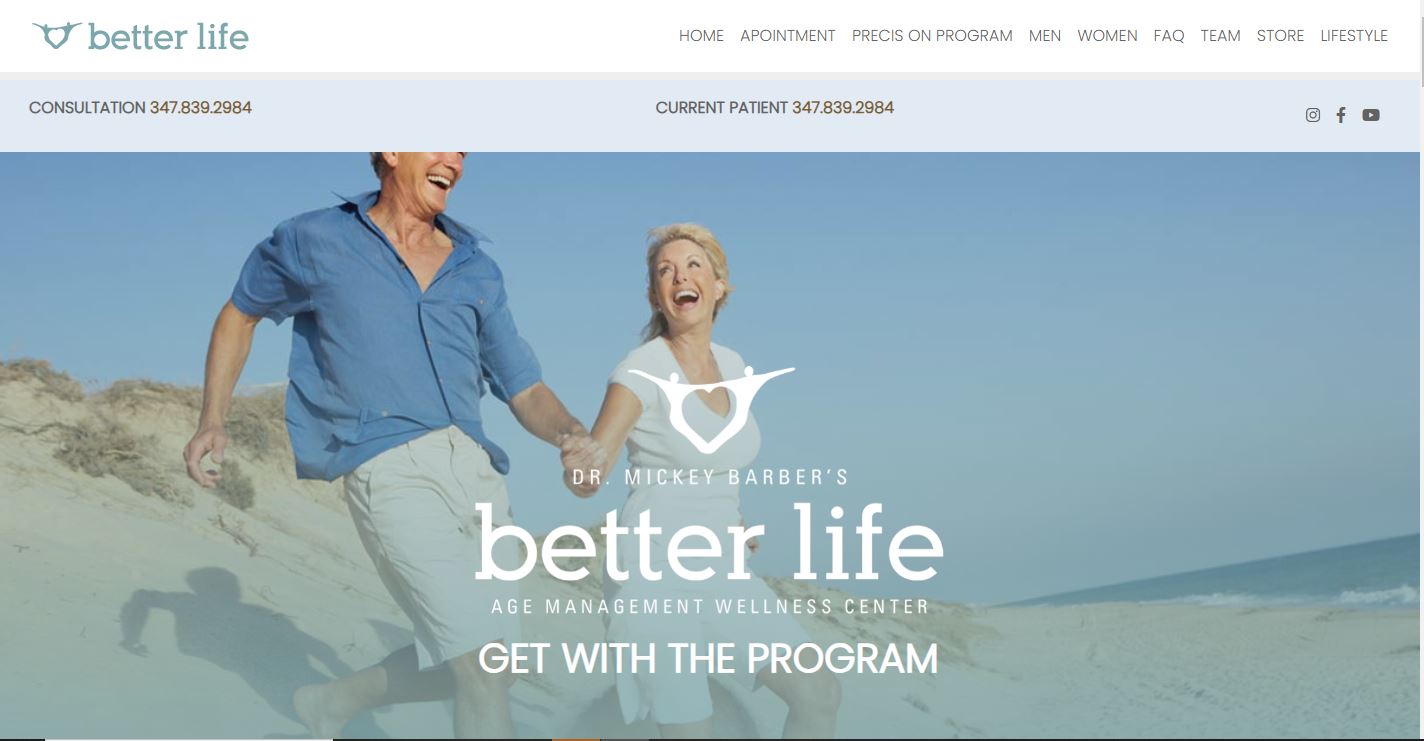 better life
HOME APOINTMENT PRECIS ON PROGRAM MEN WOMEN FAQ TEAM STORE LIFESTYLE
CONSULTATION 347.839.2984
CURRENT PATIENT 347.839.2984
DR. MICKEY BARBER'S
better life
AGE MANAGEMENT WELLNESS CENTER
GET WITH THE PROGRAM